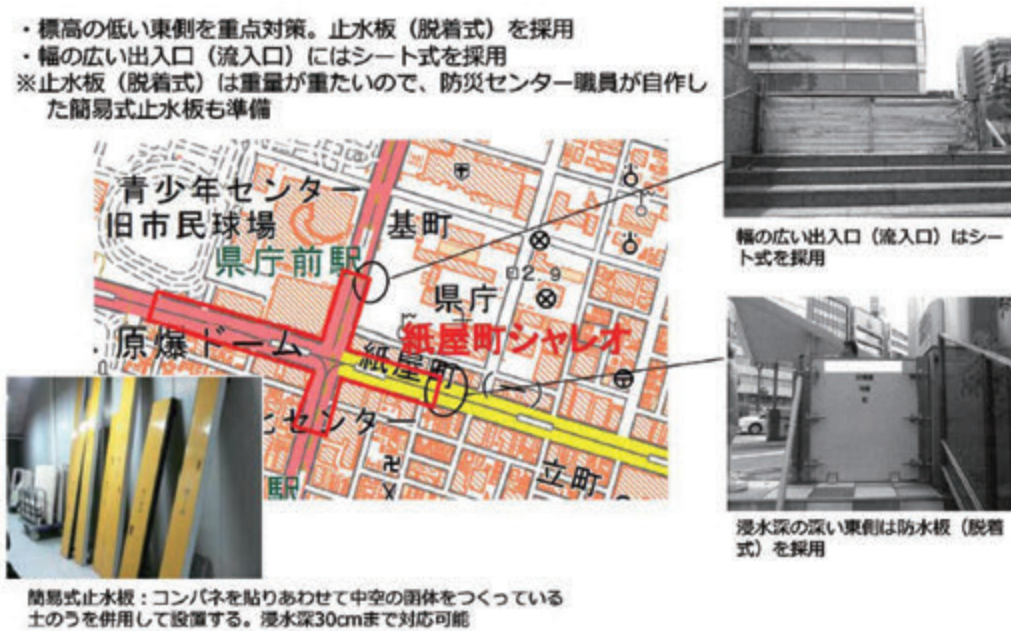 ・標高の低い東側を重点対策。止水板（脱着式）を採用
・幅の広い出入口（流入口）にはシート式を採用
※止水板（脱着式）は重量が重たいので、防災センター職員が自作し
た簡易式止水板も準備
青少年センター
旧市民球場
基町
県庁前駅
2.9
県庁
原爆ドーム
紙屋町シャレオ
紙屋町
センター
立町
駅
幅の広い出入口（流入口）はシー
ト式を採用
浸水深の深い東側は防水板（脱着
式）を採用
簡易式止水板：コンパネを貼りあわせて中空の函体をつくっている
土のうを併用して設置する。浸水深30cmまで対応可能